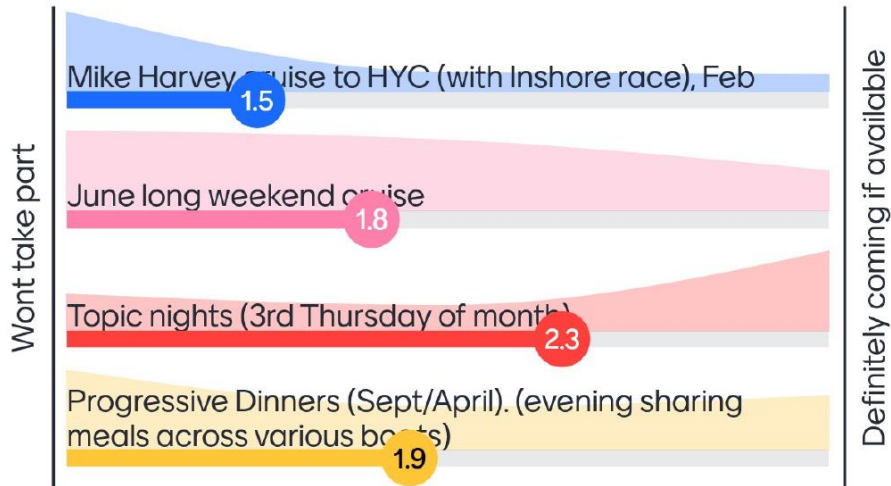 Wont take part
Mike Harvey cruise to HYC (with Inshore race), Feb
1.5
June long weekend cruise
1.8
Topic nights (3rd Thursday of month)
2.3
Progressive Dinners (Sept/April). (evening sharing
meals across various boats)
1.9
Definitely coming if available